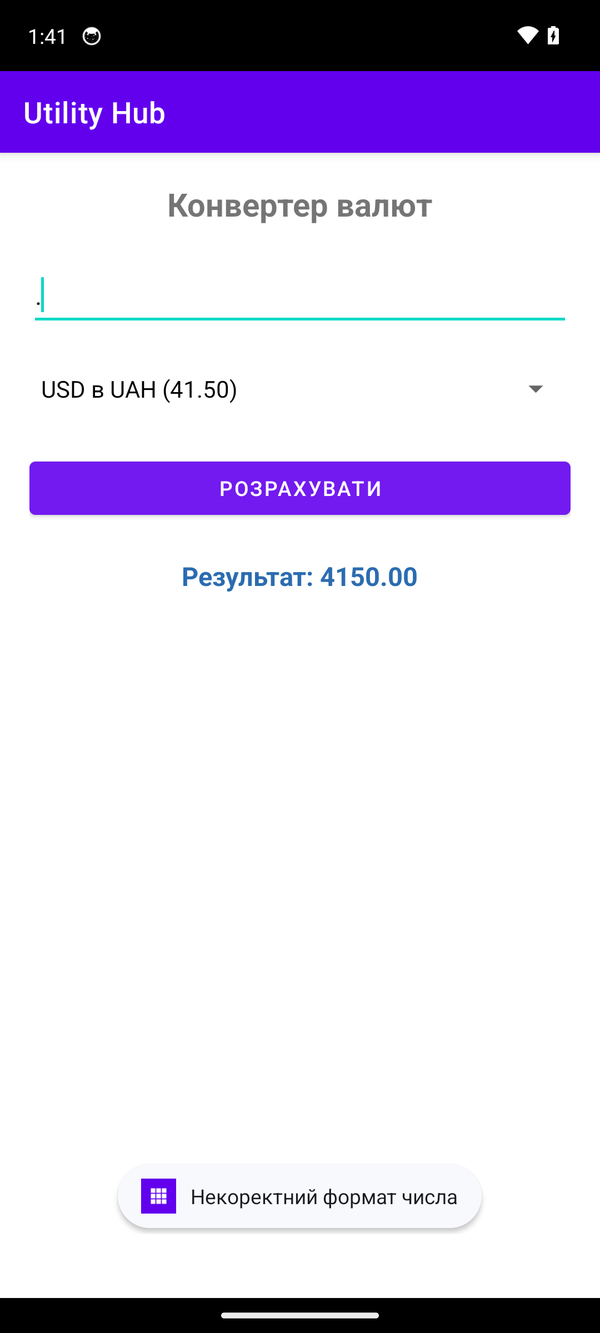 1:41
Utility Hub
Конвертер валют
.
USD в UAH (41.50)
РОЗРАХУВАТИ
Результат: 4150.00
Некоректний формат числа